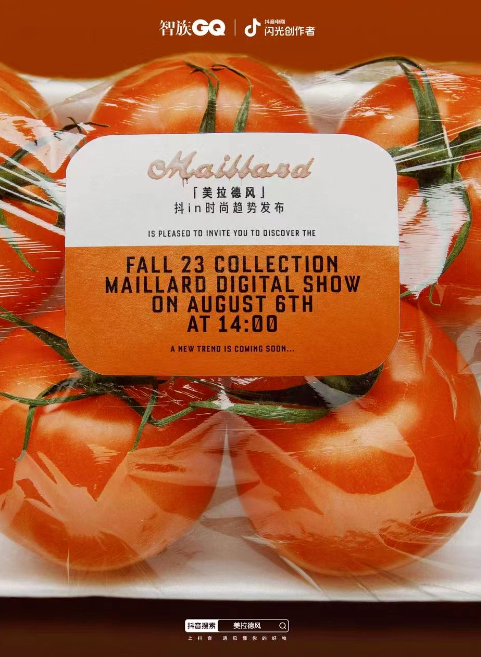 智族GQ
抖音电商
闪光创作者
Maillard
「美拉德风」
抖in时尚趋势发布
IS PLEASED TO INVITE YOU TO DISCOVER THE
FALL 23 COLLECTION
MAILLARD DIGITAL SHOW
ON AUGUST 6TH
AT 14:00
A NEW TREND IS COMING SOON...
抖音搜索 美拉德风